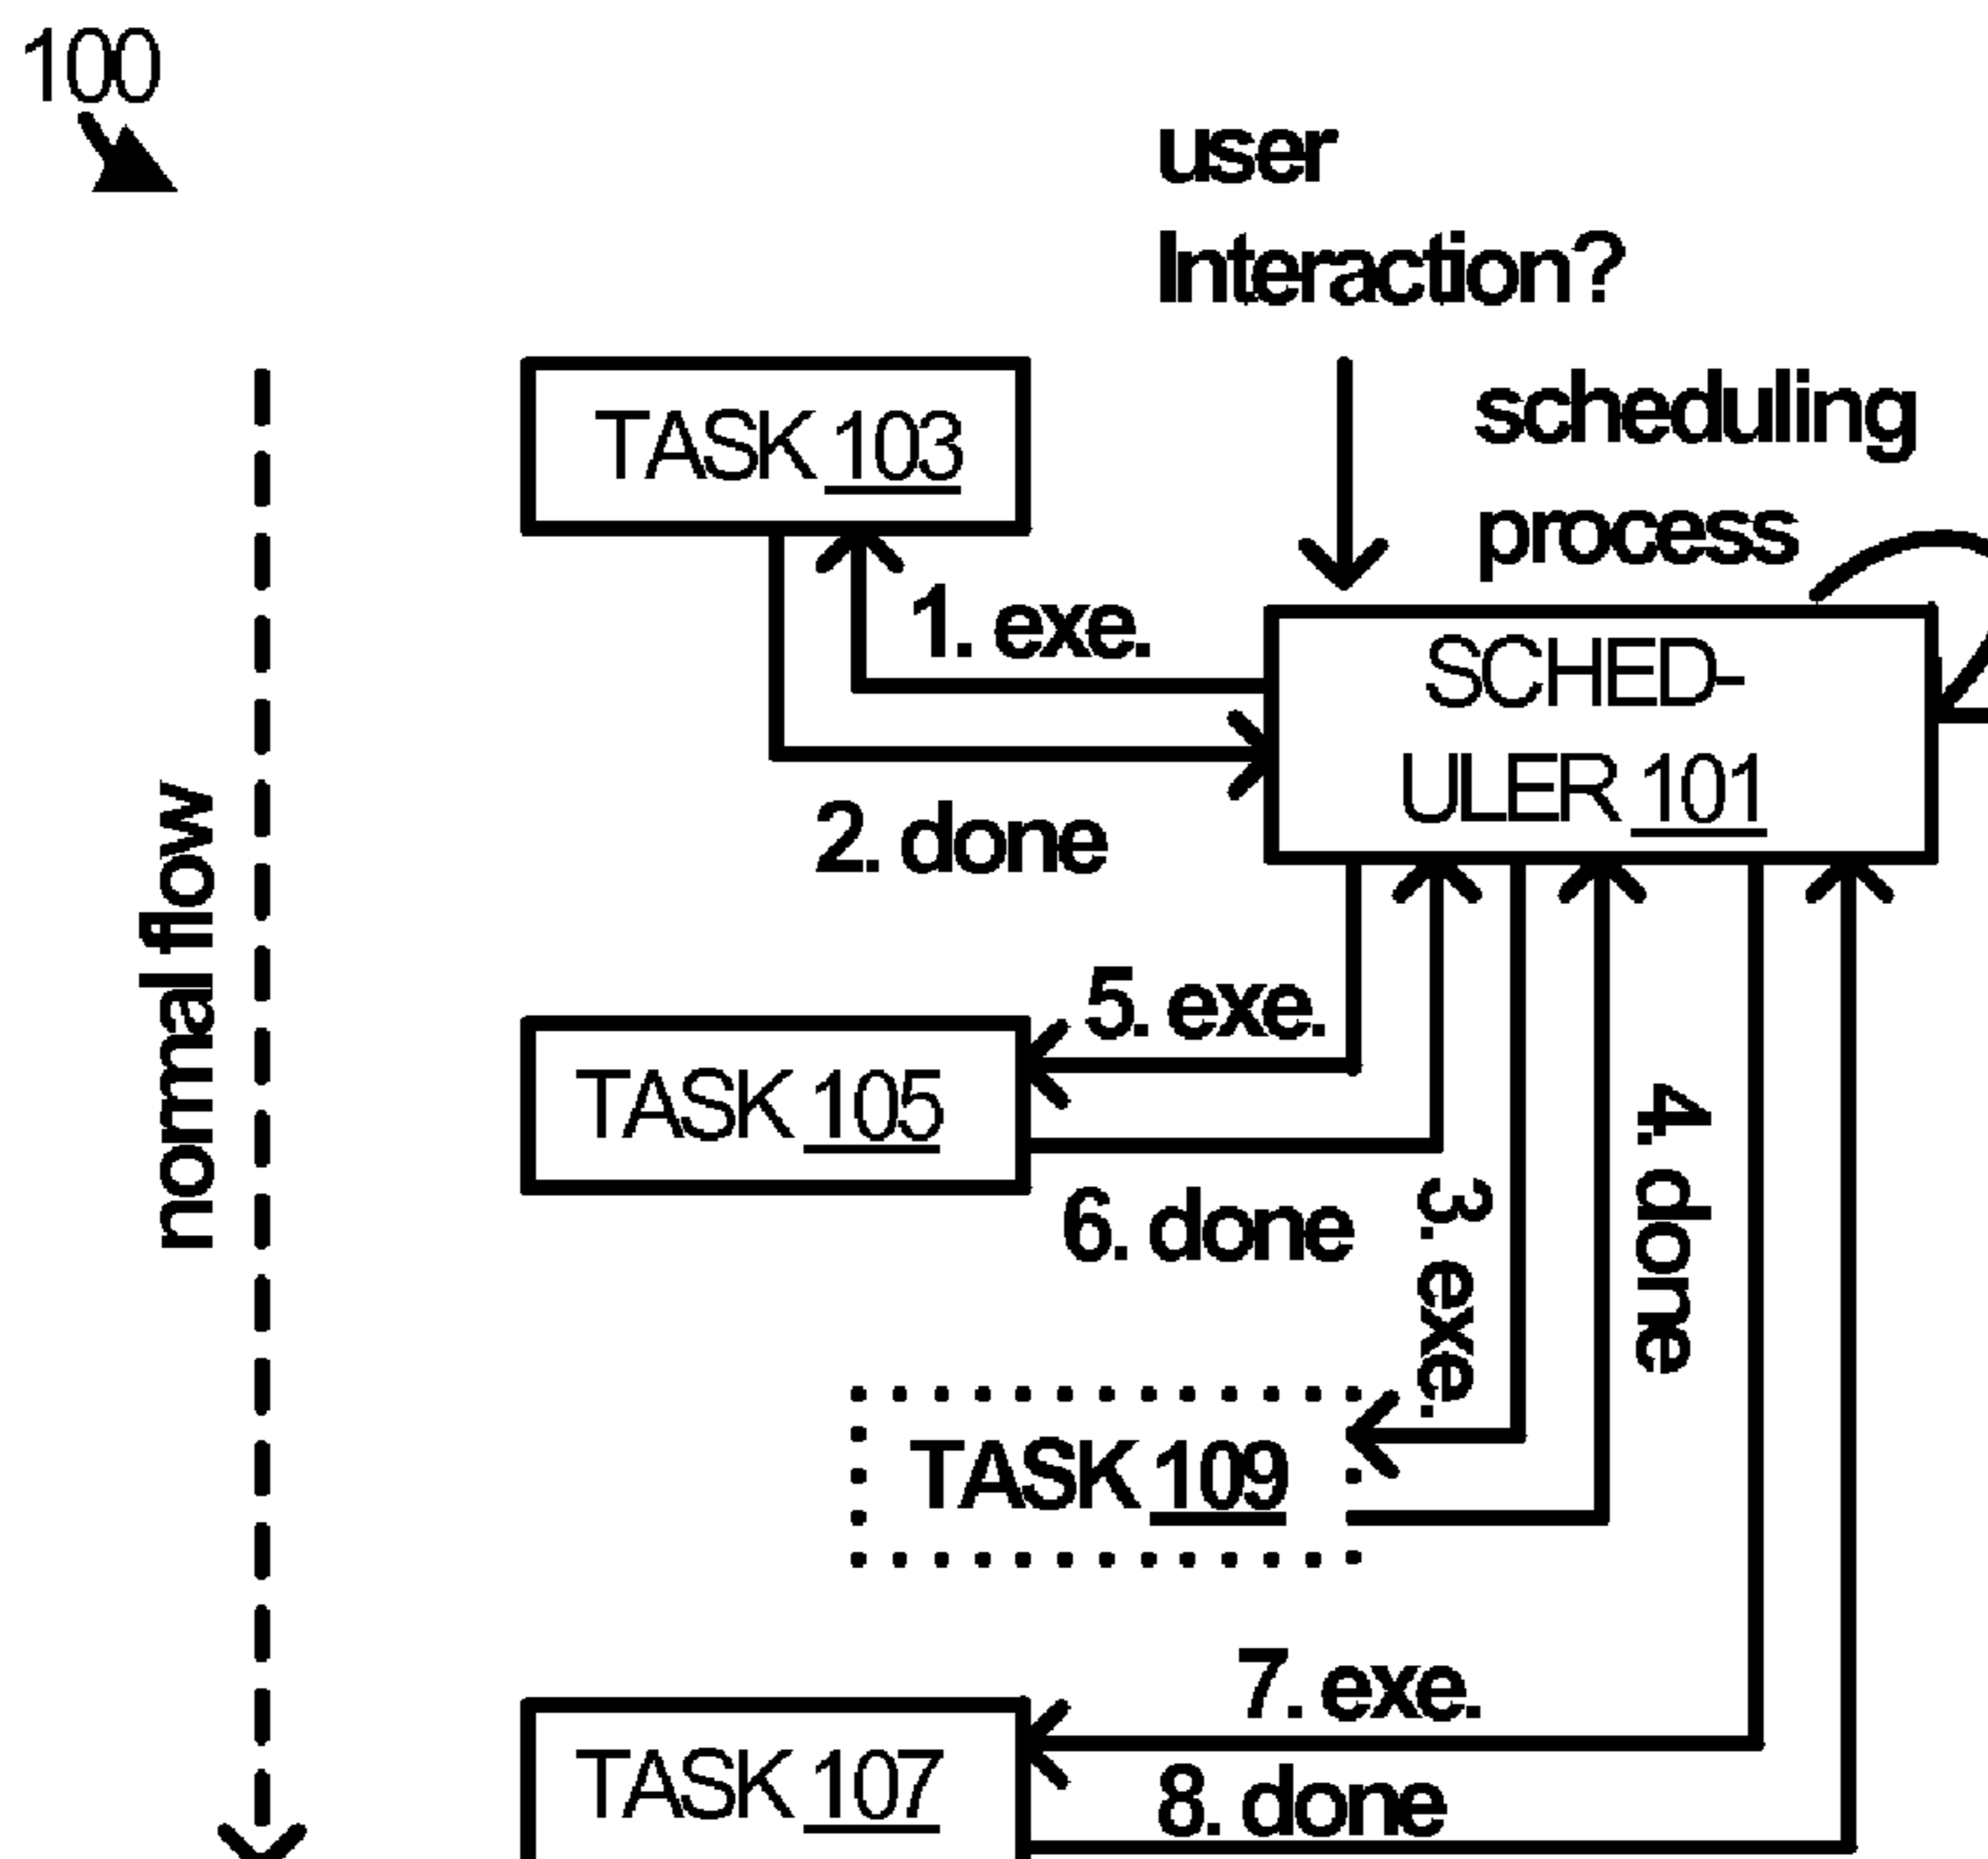 100
user
Interaction?
scheduling
process
TASK 103
1. exe.
SCHED-
ULER 101
2. done
normal flow
5. exe.
TASK 105
6. done
3. exe.
4. done
TASK 109
7. exe.
TASK 107
8. done